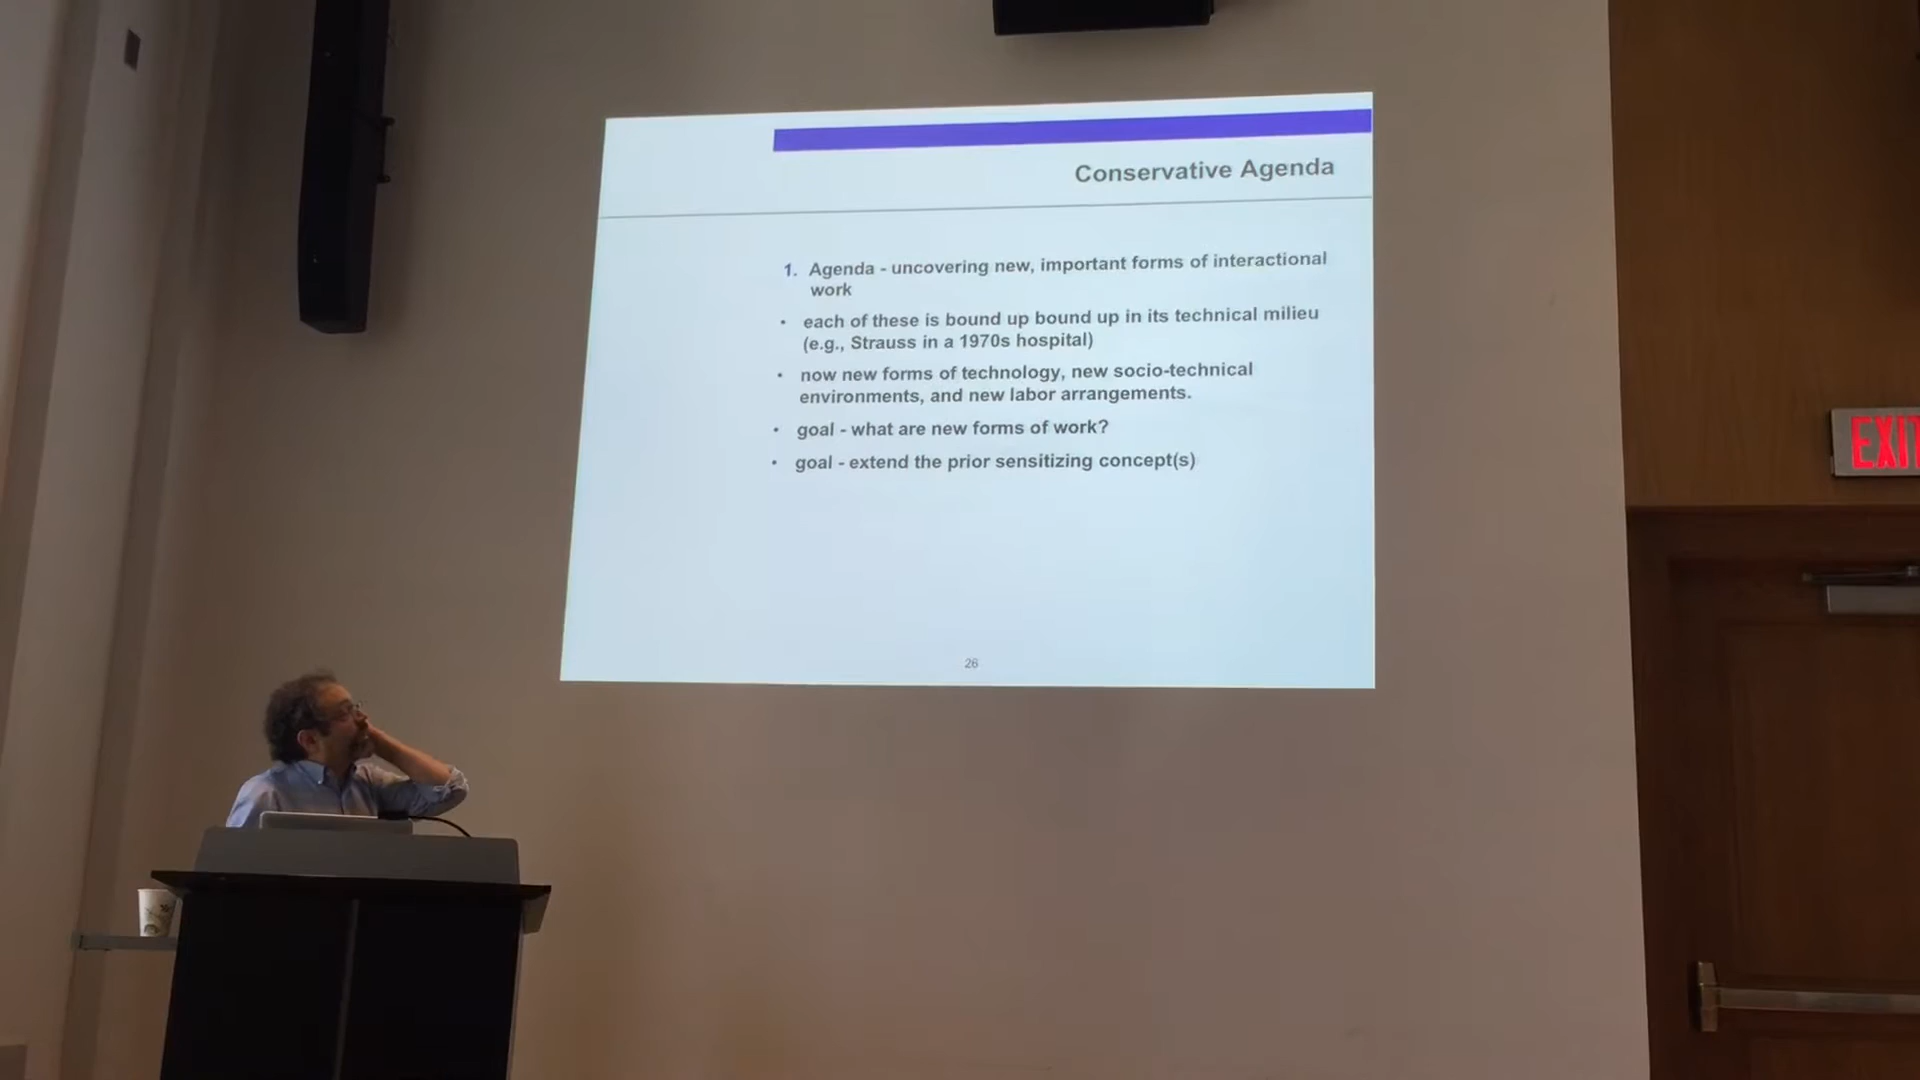 Conservative Agenda
1. Agenda - uncovering new, important forms of interactional
work
• each of these is bound up bound up in its technical milieu
(e.g., Strauss in a 1970s hospital)
• now new forms of technology, new socio-technical
environments, and new labor arrangements.
• goal - what are new forms of work?
• goal - extend the prior sensitizing concept(s)
26
EXIT